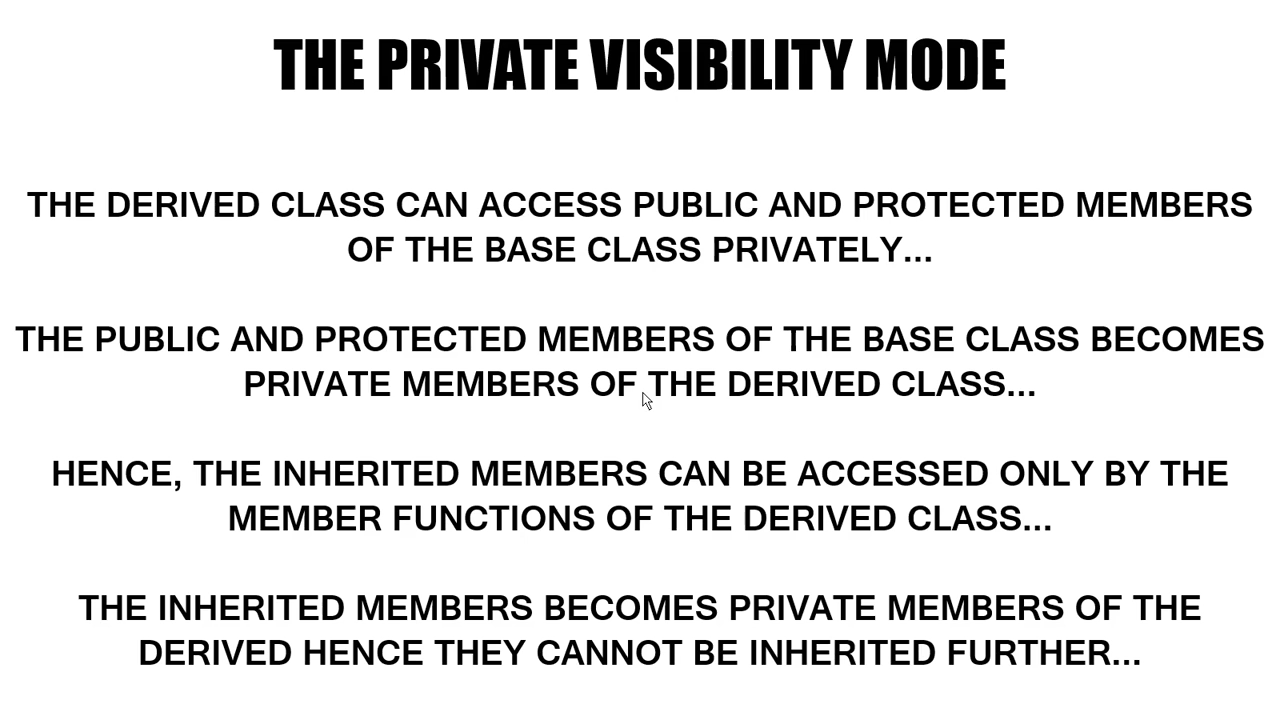 THE PRIVATE VISIBILITY MODE
THE DERIVED CLASS CAN ACCESS PUBLIC AND PROTECTED MEMBERS
OF THE BASE CLASS PRIVATELY...
THE PUBLIC AND PROTECTED MEMBERS OF THE BASE CLASS BECOMES
PRIVATE MEMBERS OF THE DERIVED CLASS...
HENCE, THE INHERITED MEMBERS CAN BE ACCESSED ONLY BY THE
MEMBER FUNCTIONS OF THE DERIVED CLASS...
THE INHERITED MEMBERS BECOMES PRIVATE MEMBERS OF THE
DERIVED HENCE THEY CANNOT BE INHERITED FURTHER...